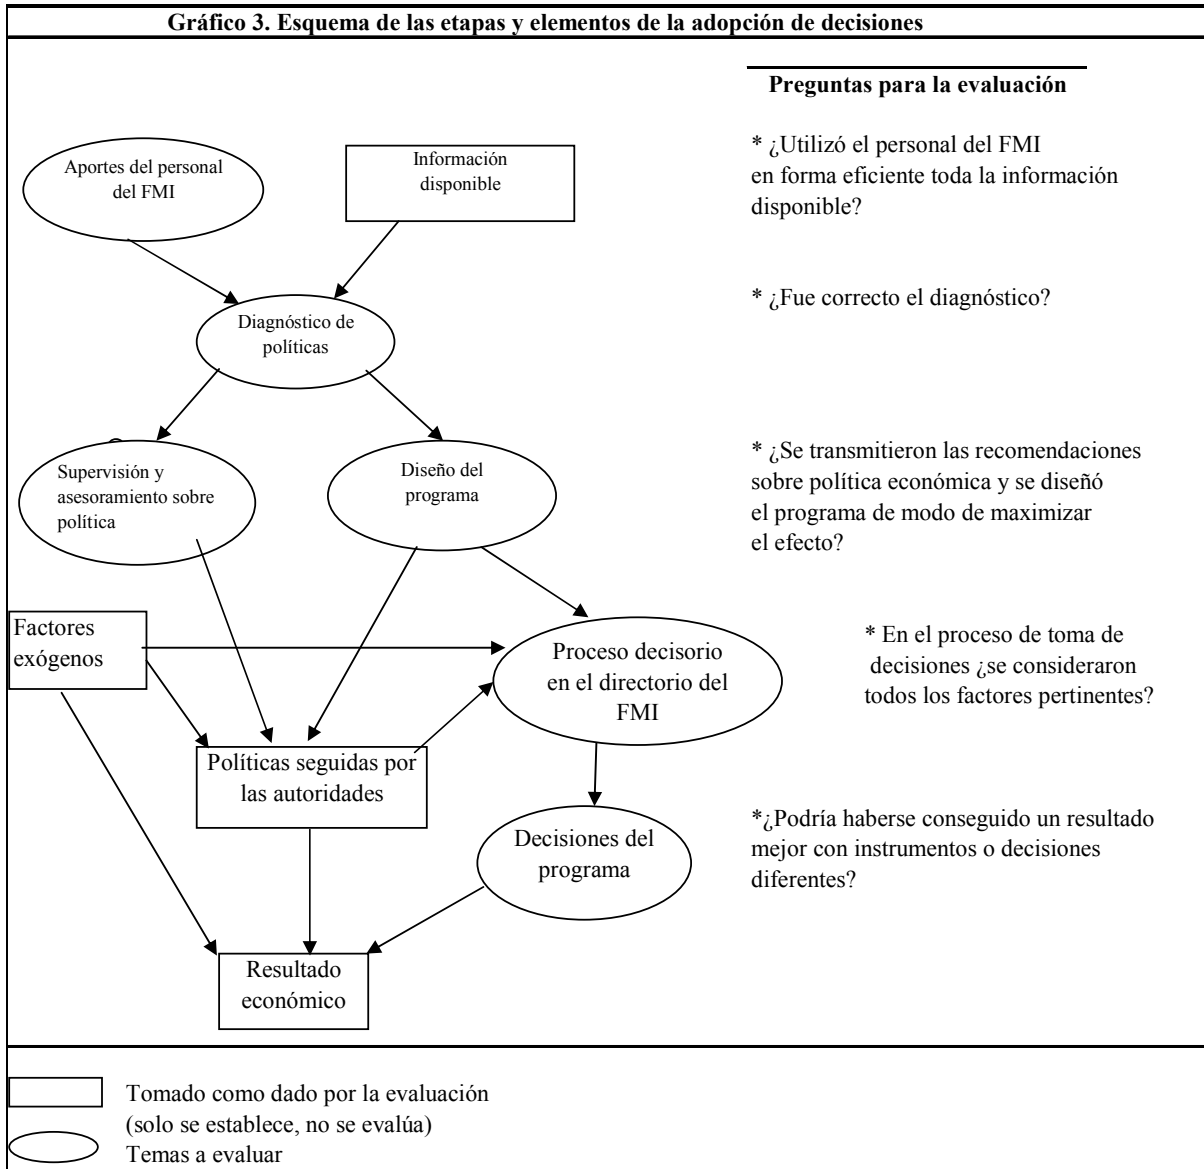 Gráfico 3. Esquema de las etapas y elementos de la adopción de decisiones
Preguntas para la evaluación
Aportes del personal
del FMI
Información
disponible
* ¿Utilizó el personal del FMI
en forma eficiente toda la información
disponible?
Diagnóstico de
políticas
* ¿Fue correcto el diagnóstico?
Supervisión y
asesoramiento sobre
política
Diseño del
programa
* ¿Se transmitieron las recomendaciones
sobre política económica y se diseñó
el programa de modo de maximizar
el efecto?
Factores
exógenos
Proceso decisorio
en el directorio del
FMI
* En el proceso de toma de
decisiones ¿se consideraron
todos los factores pertinentes?
Políticas seguidas por
las autoridades
Decisiones del
programa
*¿Podría haberse conseguido un resultado
mejor con instrumentos o decisiones
diferentes?
Resultado
económico
Tomado como dado por la evaluación
(solo se establece, no se evalúa)
Temas a evaluar